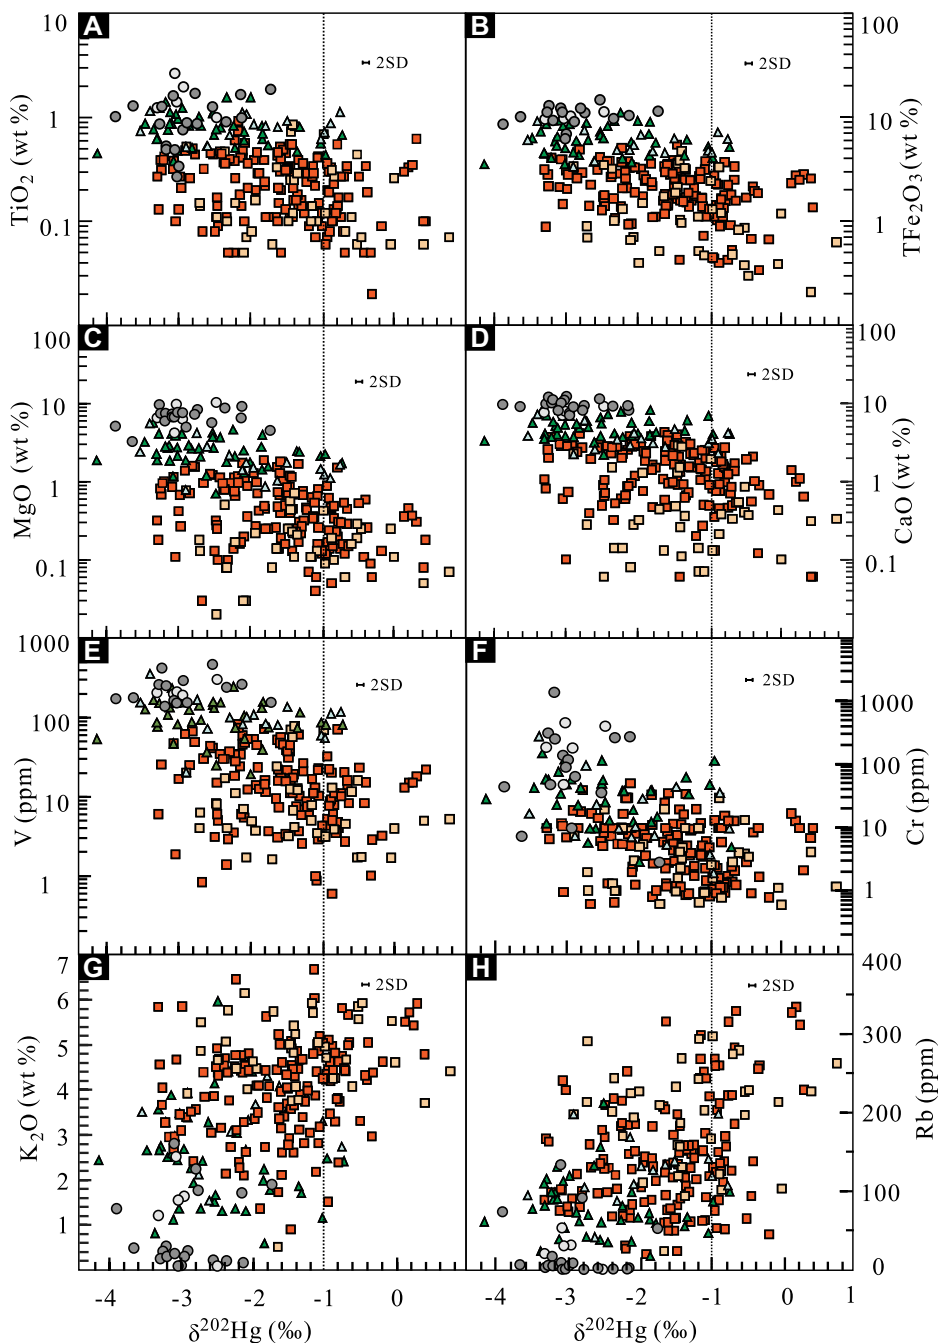 A
10
1
0.1
TiO2 (wt %)
2SD
B
100
10
1
TFe2O3 (wt %)
2SD
C
100
10
1
0.1
MgO (wt %)
2SD
D
100
10
1
0.1
CaO (wt %)
2SD
E
1000
100
10
1
V (ppm)
2SD
F
1000
100
10
1
Cr (ppm)
2SD
G
7
6
5
4
3
2
1
K2O (wt %)
2SD
H
400
300
200
100
0
Rb (ppm)
2SD
-4 -3 -2 -1 0
δ202Hg (‰)
-4 -3 -2 -1 0 1
δ202Hg (‰)